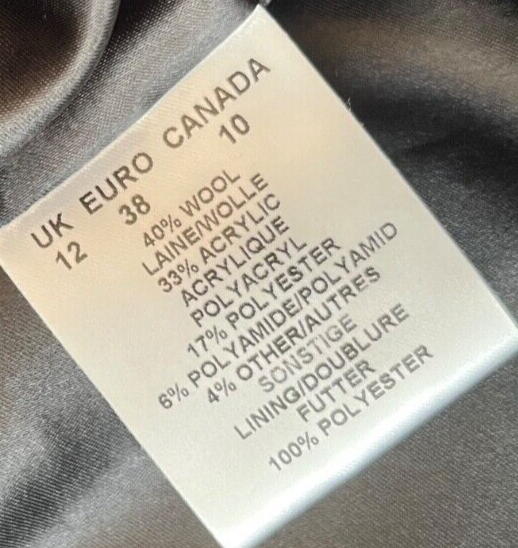 UK EURO CANADA
12 38 10
40% WOOL
LAINE/WOLLE
33% ACRYLIC
ACRYLIQUE
POLYACRYL
17% POLYESTER
6% POLYAMIDE/POLYAMID
4% OTHER/AUTRES
SONSTIGE
LINING/DOUBLURE
FUTTER
100% POLYESTER